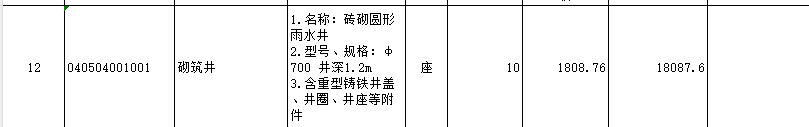 12 040504001001 砌筑井 1.名称：砖砌圆形
雨水井
2.型号、规格：φ
700 井深1.2m
3.含重型铸铁井盖
、井圈、井座等附
件 座 10 1808.76 18087.6